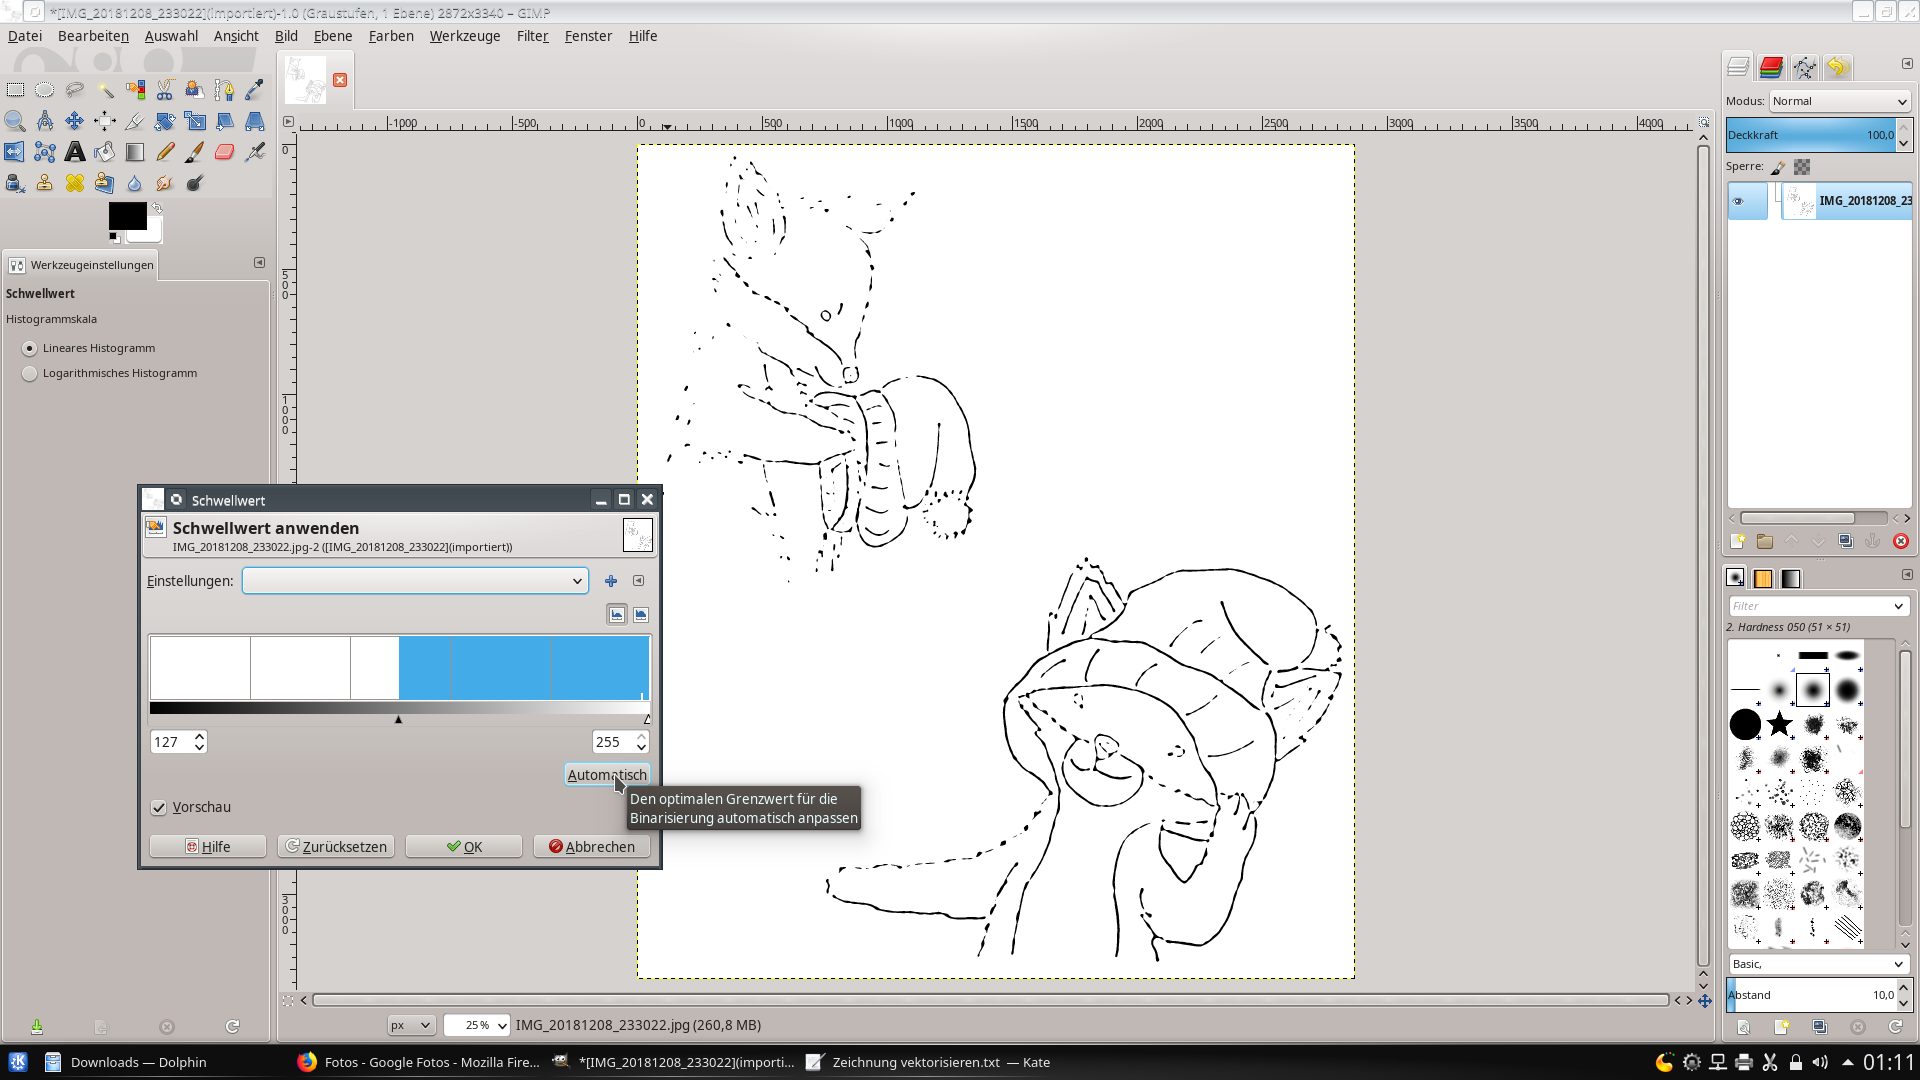 *[IMG_20181208_233022](importiert)-1.0 (Graustufen, 1 Ebene) 2872x3340 – GIMP
Datei Bearbeiten Auswahl Ansicht Bild Ebene Farben Werkzeuge Filter Fenster Hilfe
Modus: Normal
-1000 -500 0 500 1000 1500 2000 2500 3000 3500 4000
Deckkraft 100,0
0
Sperre:
IMG_20181208_23
Werkzeugeinstellungen
500
Schwellwert
Histogrammskala
Lineares Histogramm
Logarithmisches Histogramm
1000
Schwellwert
Schwellwert anwenden
IMG_20181208_233022.jpg-2 ([IMG_20181208_233022](importiert))
Einstellungen:
Filter
2. Hardness 050 (51 × 51)
127 255
Automatisch
Den optimalen Grenzwert für die
Binarisierung automatisch anpassen
Vorschau
Hilfe Zurücksetzen OK Abbrechen
3000
Basic,
Abstand 10,0
px 25 % IMG_20181208_233022.jpg (260,8 MB)
Downloads — Dolphin Fotos - Google Fotos - Mozilla Fire... *[IMG_20181208_233022](importi... Zeichnung vektorisieren.txt — Kate 01:11